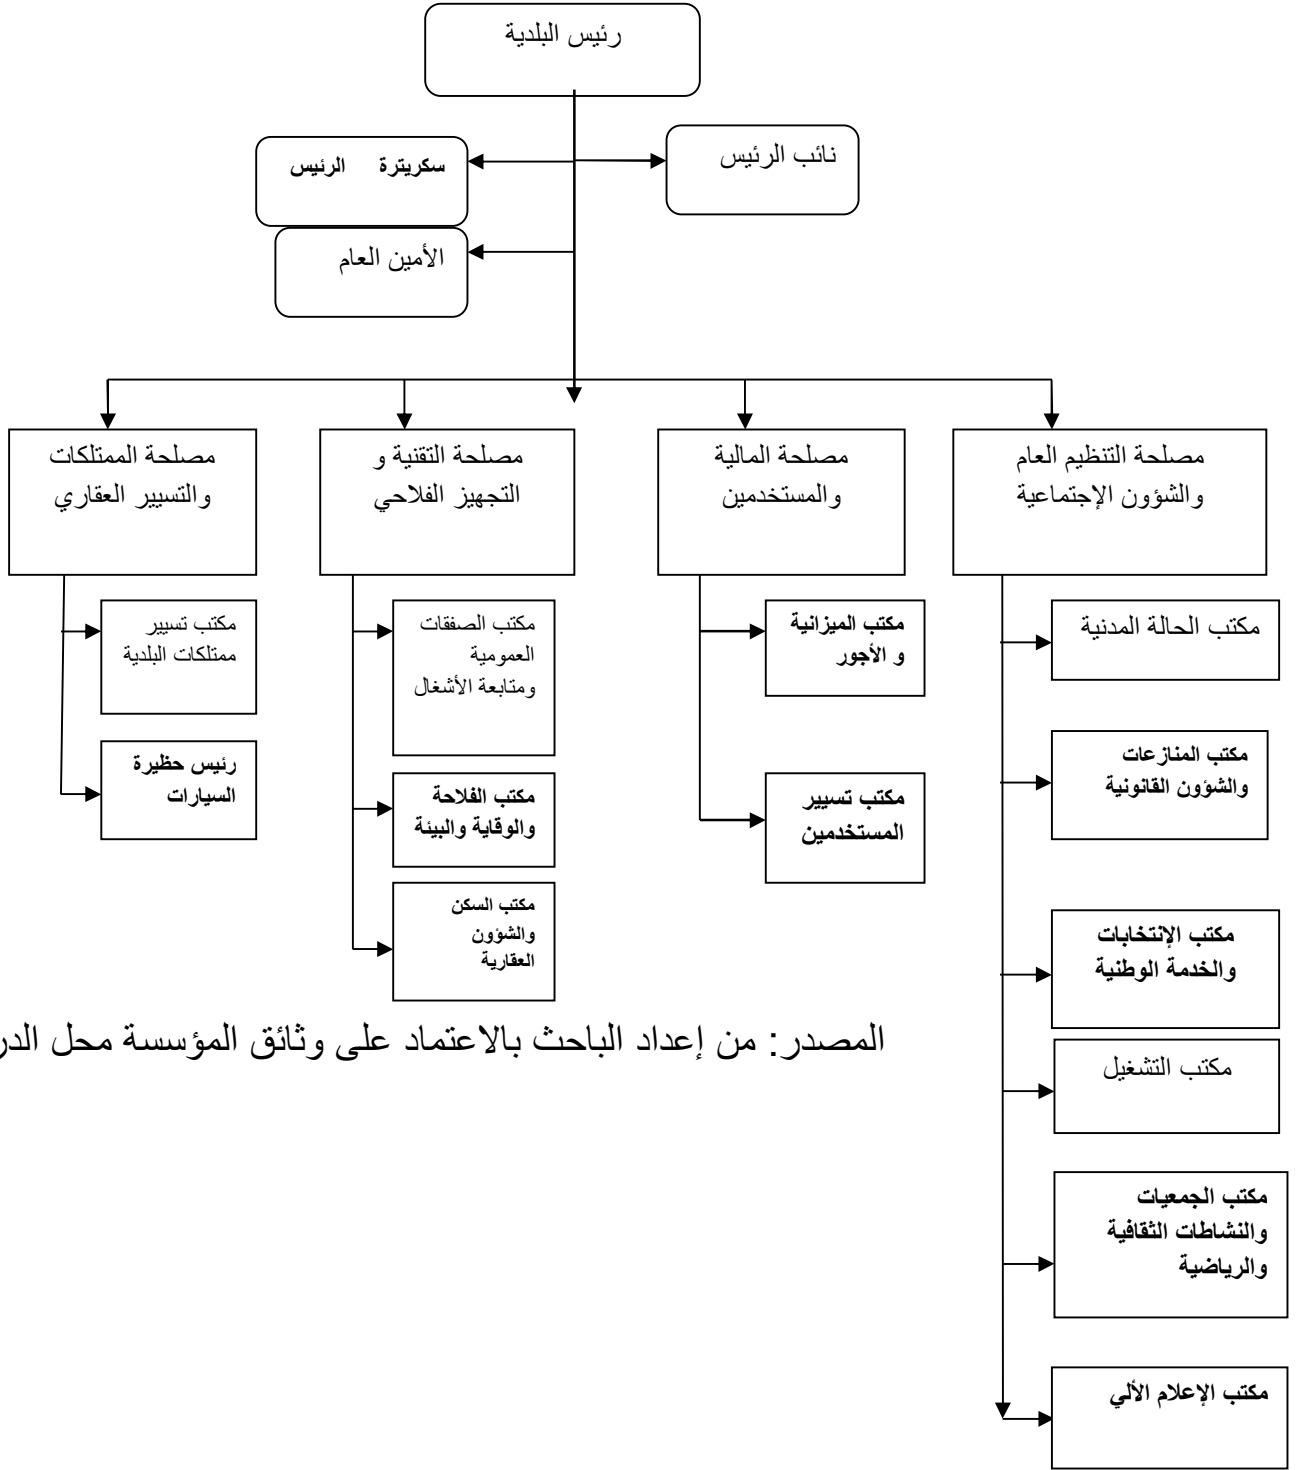 رئيس البلدية
نائب الرئيس
سكريترة الرئيس
الأمين العام
مصلحة التنظيم العام
والشؤون الإجتماعية
مصلحة المالية
والمستخدمين
مصلحة التقنية و
التجهيز الفلاحي
مصلحة الممتلكات
والتسيير العقاري
مكتب الحالة المدنية
مكتب المنازعات
والشؤون القانونية
مكتب الإنتخابات
والخدمة الوطنية
مكتب التشغيل
مكتب الجمعيات
والنشاطات الثقافية
والرياضية
مكتب الإعلام الألي
مكتب الميزانية
و الأجور
مكتب تسيير
المستخدمين
مكتب الصفقات
العمومية
ومتابعة الأشغال
مكتب الفلاحة
والوقاية والبيئة
مكتب السكن
والشؤون
العقارية
مكتب تسيير
ممتلكات البلدية
رئيس حظيرة
السيارات
المصدر: من إعداد الباحث بالاعتماد على وثائق المؤسسة محل